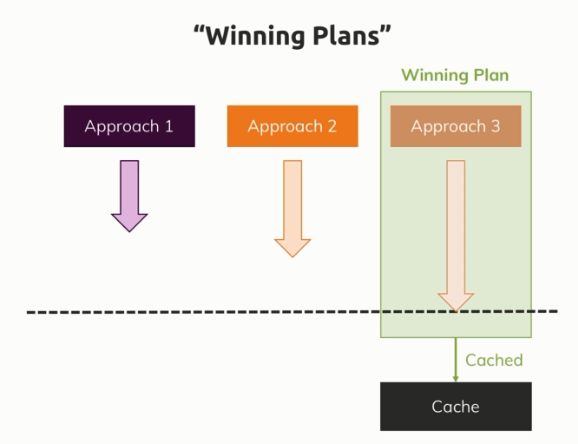 “Winning Plans”
Winning Plan
Approach 1
Approach 2
Approach 3
Cached
Cache